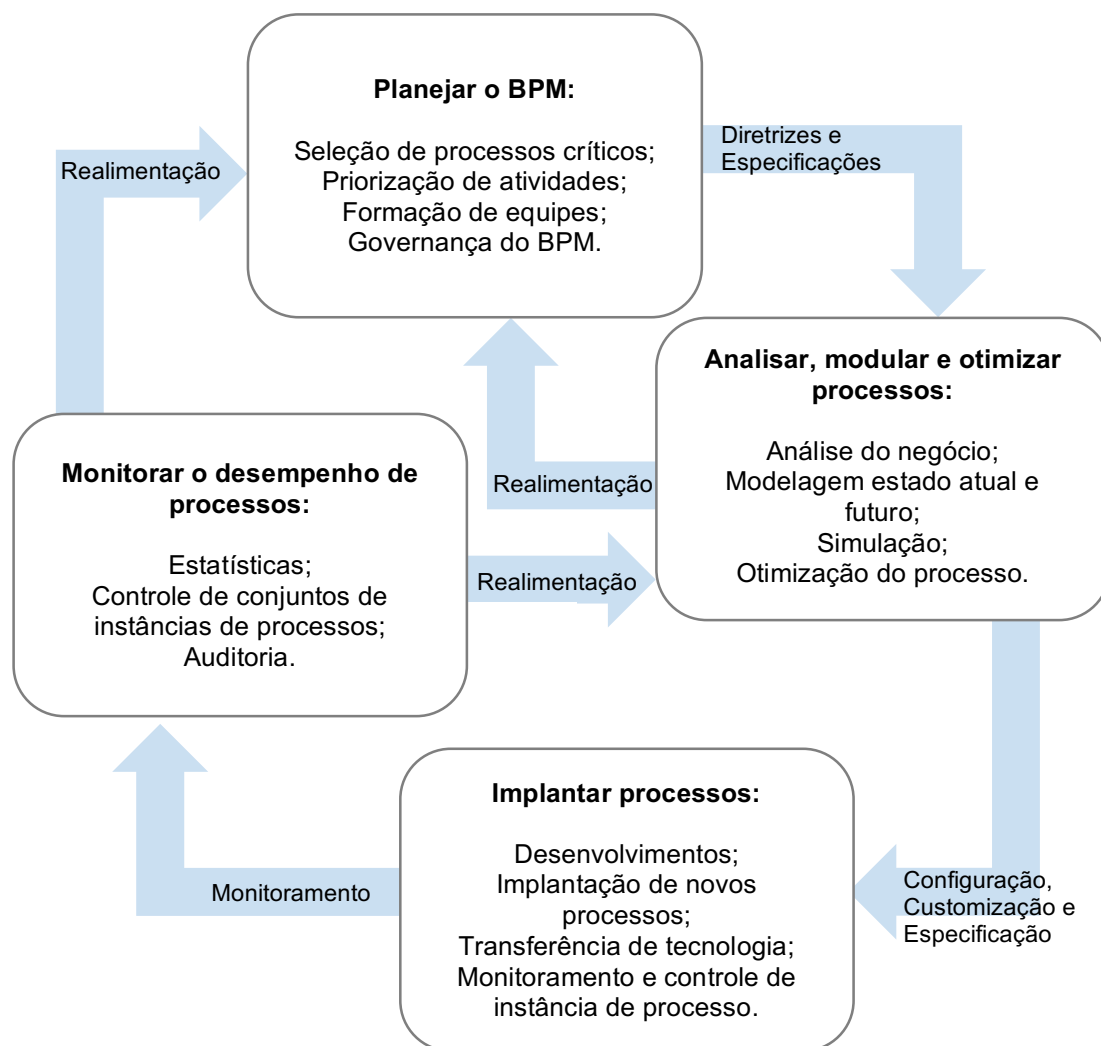 Planejar o BPM:
Seleção de processos críticos;
Priorização de atividades;
Formação de equipes;
Governança do BPM.
Diretrizes e
Especificações
Realimentação
Analisar, modular e otimizar
processos:
Análise do negócio;
Modelagem estado atual e
futuro;
Simulação;
Otimização do processo.
Realimentação
Monitorar o desempenho de
processos:
Estatísticas;
Controle de conjuntos de
instâncias de processos;
Auditoria.
Realimentação
Implantar processos:
Desenvolvimentos;
Implantação de novos
processos;
Transferência de tecnologia;
Monitoramento e controle de
instância de processo.
Configuração,
Customização e
Especificação
Monitoramento